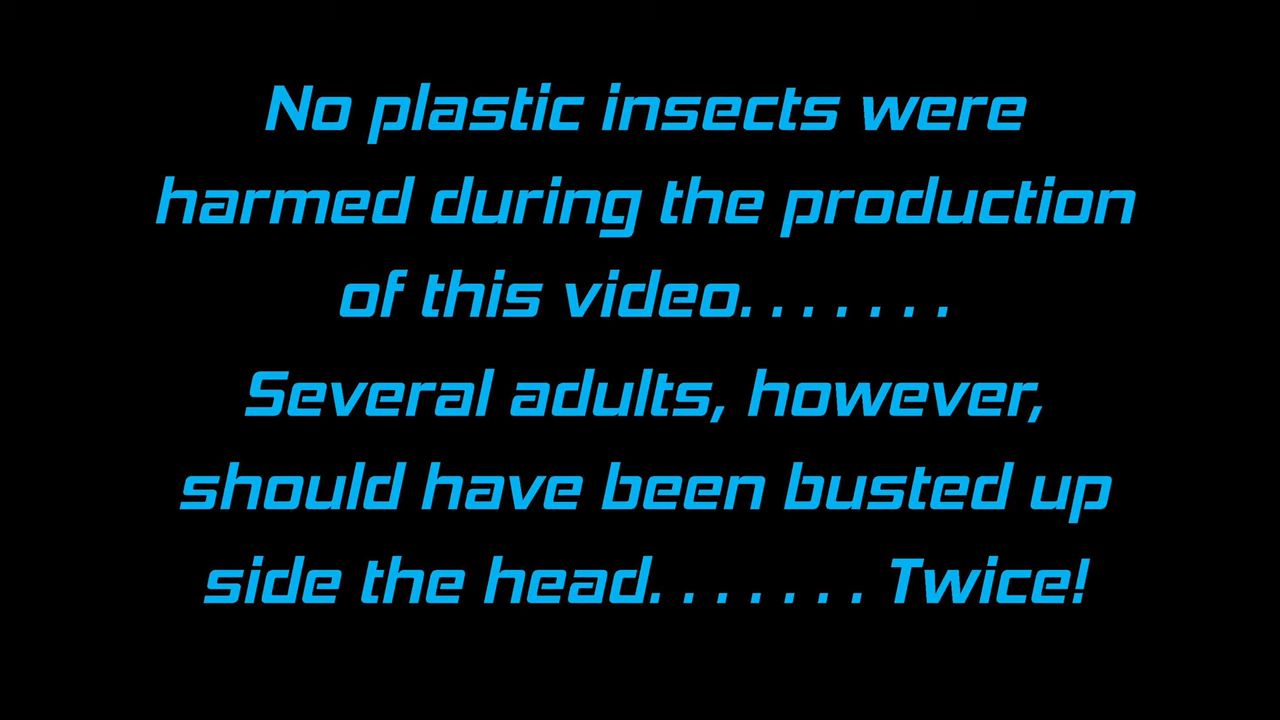 No plastic insects were
harmed during the production
of this video.......
Several adults, however,
should have been busted up
side the head....... Twice!